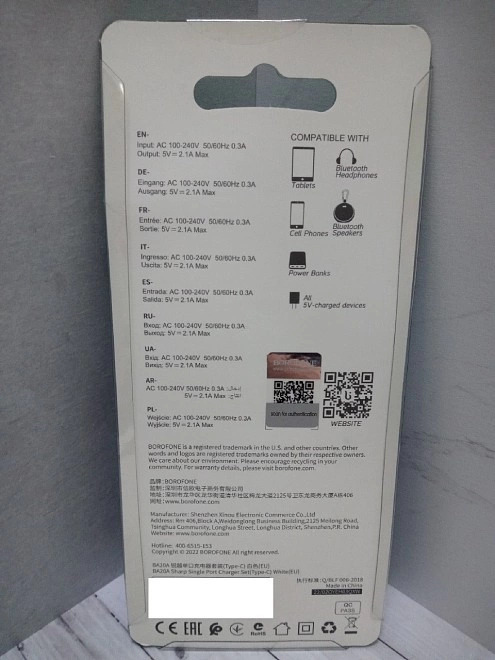 EN-
Input: AC 100-240V 50/60Hz 0.3A
Output: 5V⎓2.1A Max
DE-
Eingang: AC 100-240V 50/60Hz 0.3A
Ausgang: 5V⎓2.1A Max
FR-
Entrée: AC 100-240V 50/60Hz 0.3A
Sortie: 5V⎓2.1A Max
IT-
Ingresso: AC 100-240V 50/60Hz 0.3A
Uscita: 5V⎓2.1A Max
ES-
Entrada: AC 100-240V 50/60Hz 0.3A
Salida: 5V⎓2.1A Max
RU-
Вход: AC 100-240V 50/60Hz 0.3A
Выход: 5V⎓2.1A Max
UA-
Вхід: AC 100-240V 50/60Hz 0.3A
Вихід: 5V⎓2.1A Max
AR-
AC 100-240V 50/60Hz 0.3A
5V⎓2.1A Max
PL-
Wejście: AC 100-240V 50/60Hz 0.3A
Wyjście: 5V⎓2.1A Max
COMPATIBLE WITH
Tablets
Bluetooth
Headphones
Cell Phones
Bluetooth
Speakers
Power Banks
All
5V-charged devices
BOROFONE
Scan for authentication
WEBSITE
BOROFONE is a registered trademark in the U.S. and other countries. Other
words and logos are registered trademarks owned by their respective owners.
We care about our environment. Please encourage recycling in your
community. For warranty details, please visit borofone.com.
品牌: BOROFONE
网站: www.borofone.com
Manufacturer: Shenzhen Xinou Electronic Commerce Co.,Ltd
Address: Rm 406,Block A,Weidonglong Business Building,2125 Meilong Road,
Tsinghua Community, Longhua Street, Longhua District, Shenzhen,P.R. China
Website: www.borofone.com
Hotline: 400-6515-153
Copyright © 2022 BOROFONE All right reserved.
BA20A Sharp Single Port Charger Set(Type-C) White(EU)
Made in China
QC
PASS
CE EAC RoHS